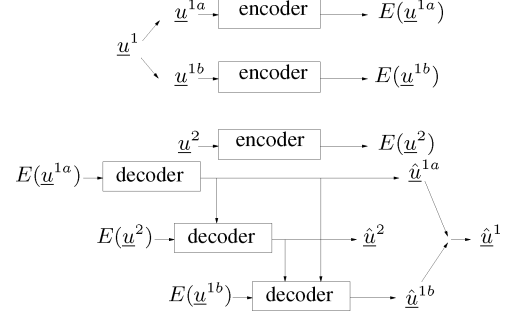 u^{1a} encoder E(u^{1a})
u^1
u^{1b} encoder E(u^{1b})
u^2 encoder E(u^2)
E(u^{1a}) decoder û^{1a}
E(u^2) decoder û^2 û^1
E(u^{1b}) decoder û^{1b}